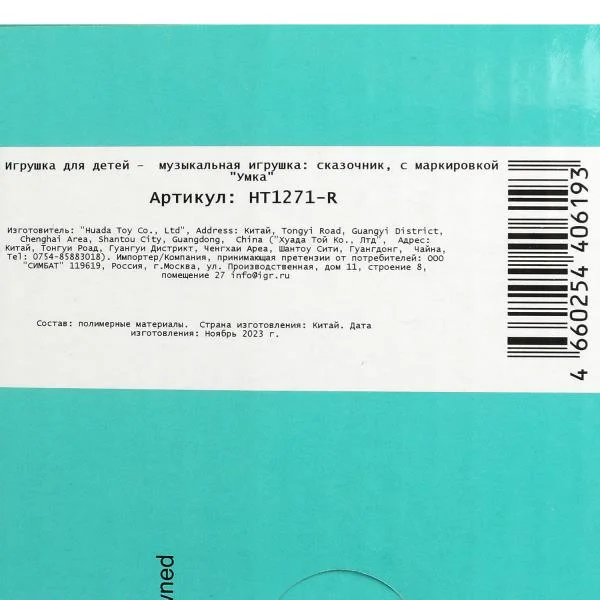 Игрушка для детей - музыкальная игрушка: сказочник, с маркировкой
"Умка"
Артикул: HT1271-R
Изготовитель: "Huada Toy Co., Ltd", Address: Китай, Tongyi Road, Guangyi District,
Chenghai Area, Shantou City, Guangdong, China ("Хуада Той Ко., Лтд", Адрес:
Китай, Тонгуи Роад, Гуангуи Дистрикт, Ченгхаи Ареа, Шантоу Сити, Гуангдонг, Чайна,
Tel: 0754-85883018). Импортер/Компания, принимающая претензии от потребителей: ООО
"СИМБАТ" 119619, Россия, г.Москва, ул. Производственная, дом 11, строение 8,
помещение 27 info@igr.ru
Состав: полимерные материалы. Страна изготовления: Китай. Дата
изготовления: Ноябрь 2023 г.
4 660254 406193